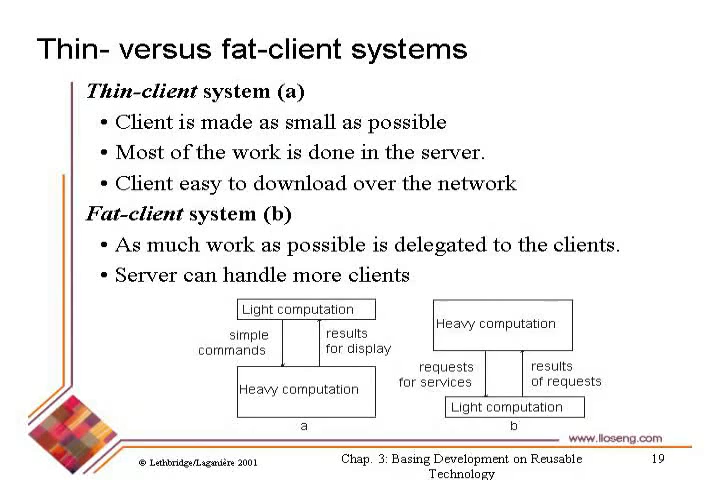 Thin- versus fat-client systems
Thin-client system (a)
• Client is made as small as possible
• Most of the work is done in the server.
• Client easy to download over the network
Fat-client system (b)
• As much work as possible is delegated to the clients.
• Server can handle more clients
Light computation
simple
commands
results
for display
Heavy computation
a
Heavy computation
requests
for services
results
of requests
Light computation
b
www.lloseng.com
© Lethbridge/Laganière 2001
Chap. 3: Basing Development on Reusable
Technology
19